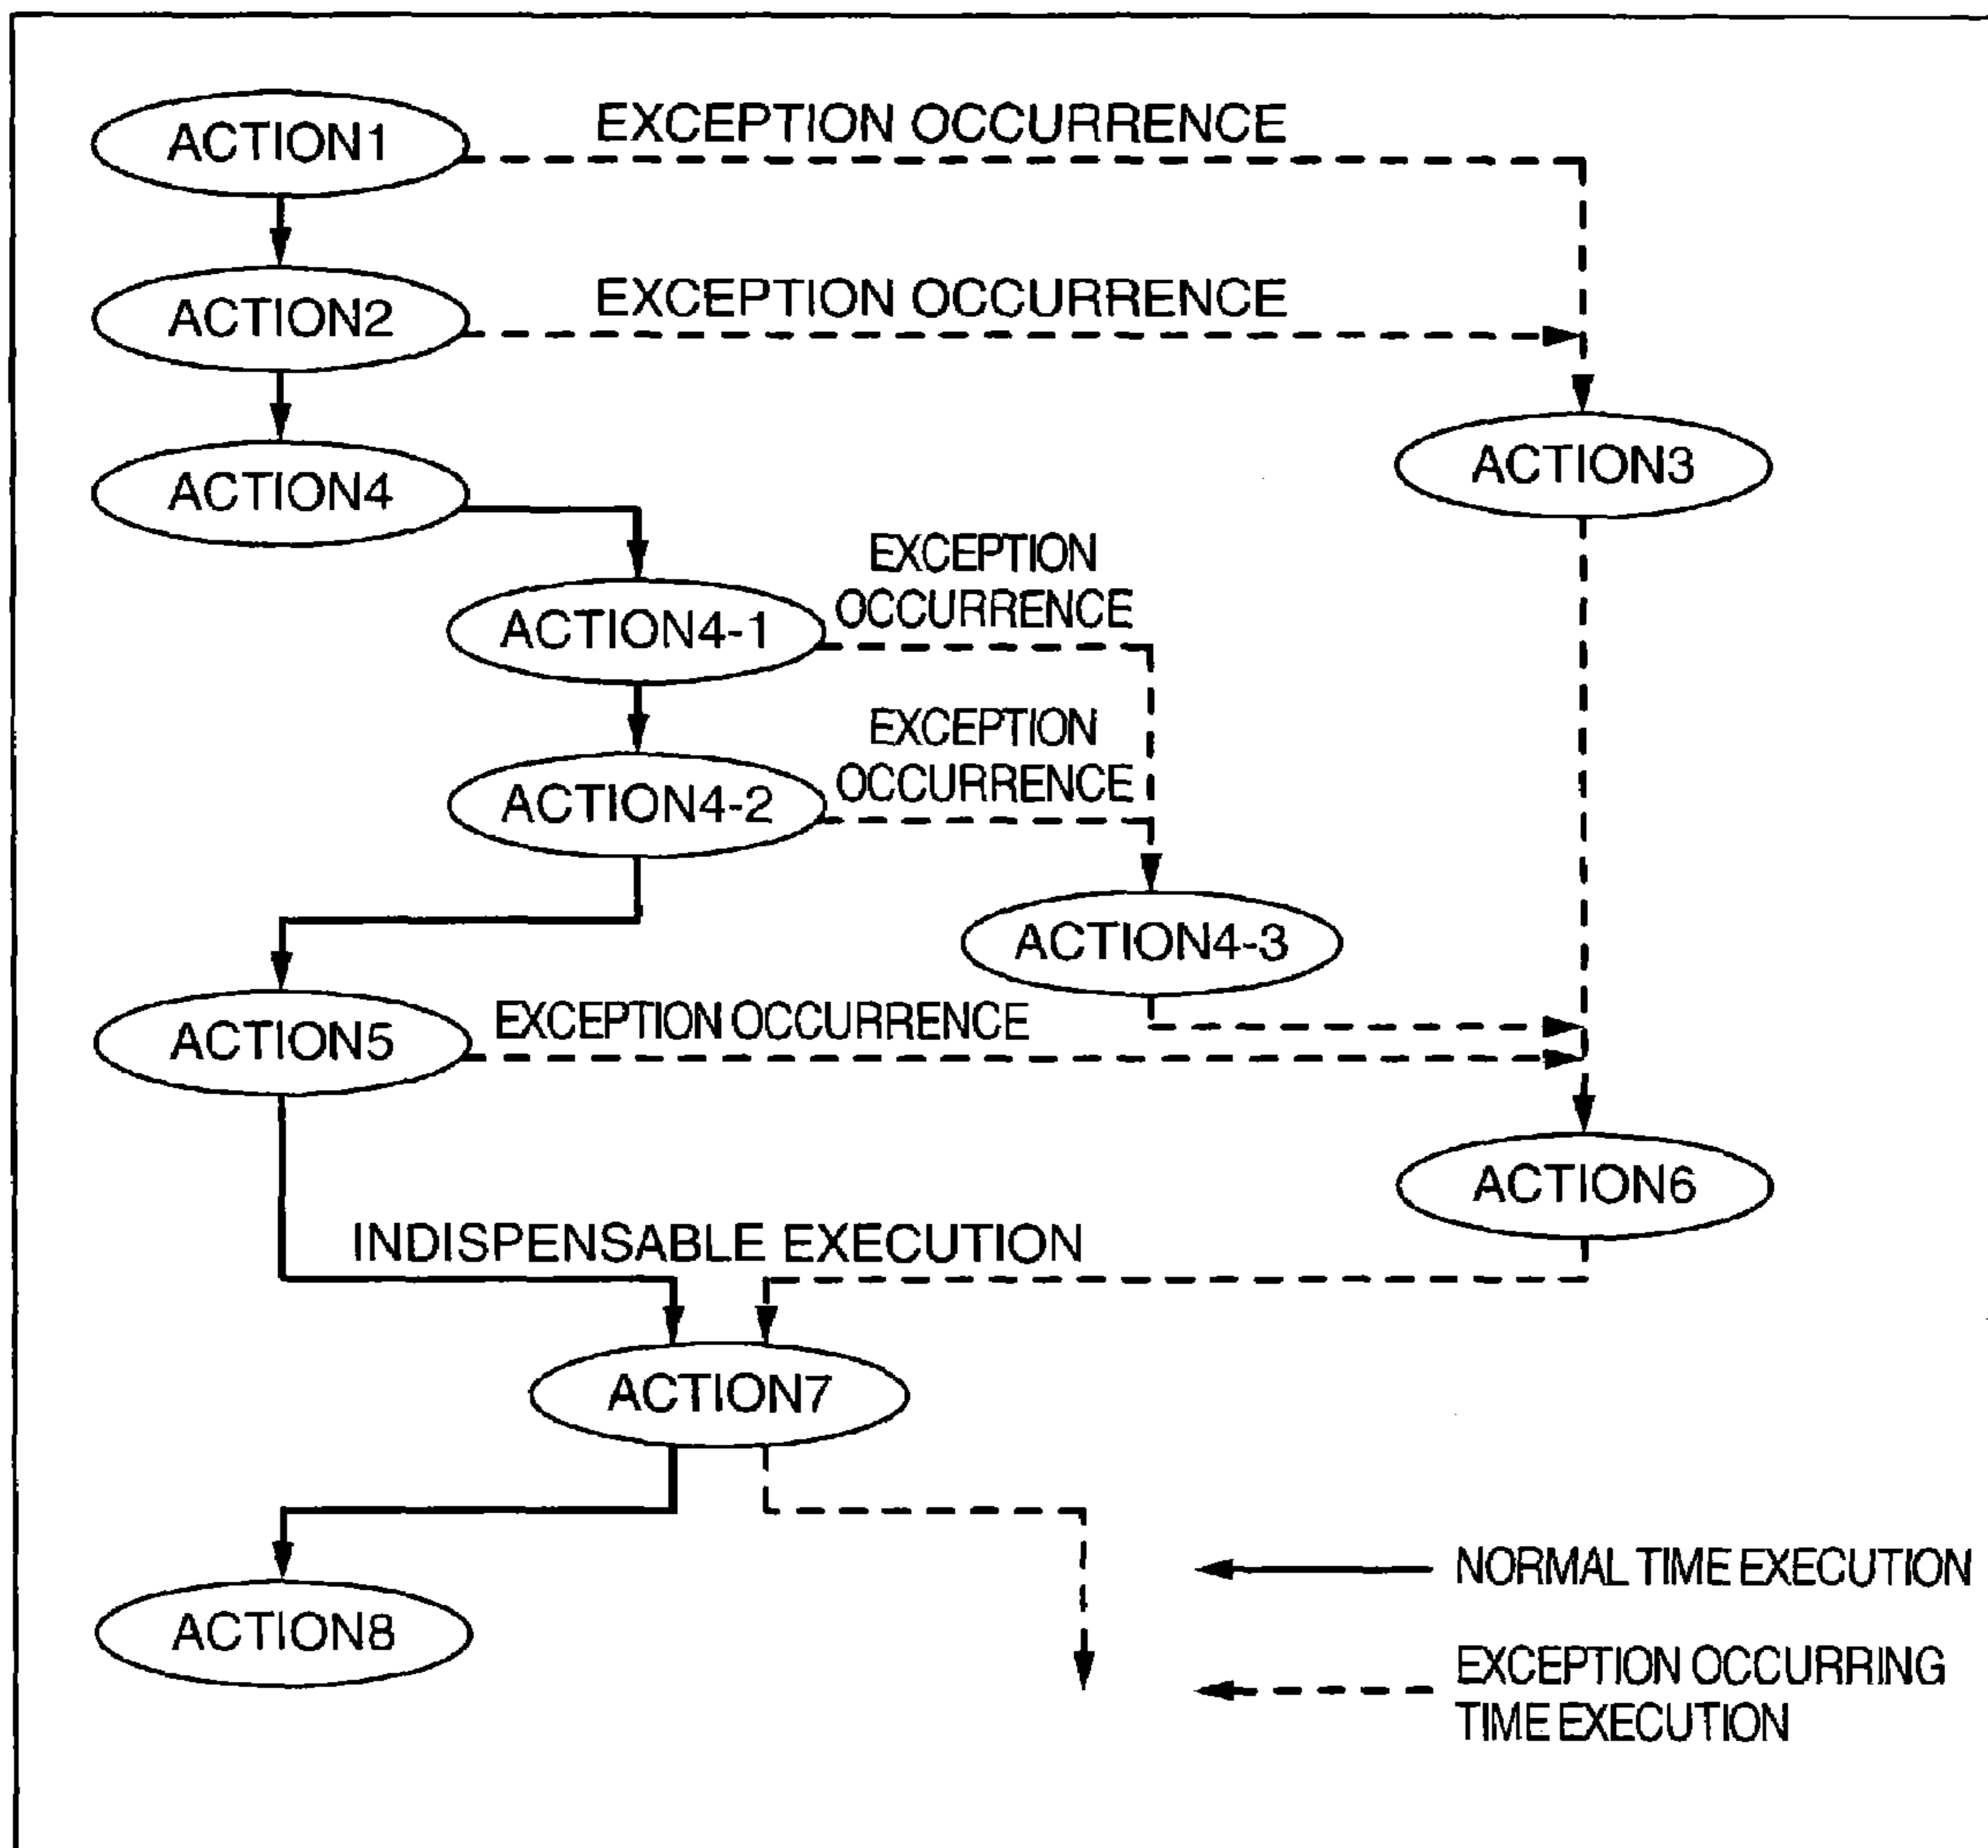 ACTION1
EXCEPTION OCCURRENCE
ACTION2
EXCEPTION OCCURRENCE
ACTION4
ACTION3
EXCEPTION
OCCURRENCE
ACTION4-1
EXCEPTION
OCCURRENCE
ACTION4-2
ACTION4-3
ACTION5
EXCEPTION OCCURRENCE
ACTION6
INDISPENSABLE EXECUTION
ACTION7
ACTION8
NORMAL TIME EXECUTION
EXCEPTION OCCURRING
TIME EXECUTION